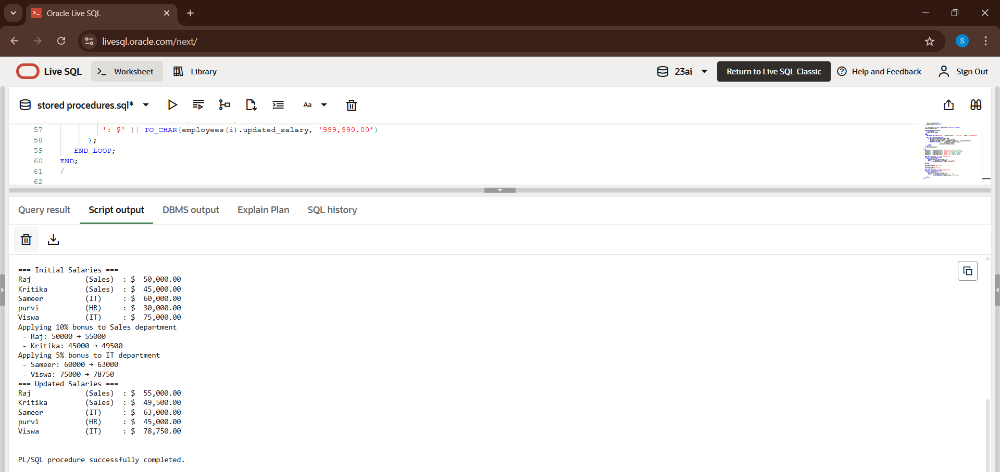 Oracle Live SQL
livesql.oracle.com/next/
S
Live SQL
>_ Worksheet
Library
23ai
Return to Live SQL Classic
Help and Feedback
Sign Out
stored procedures.sql*
Aa
57 ': $' || TO_CHAR(employees(i).updated_salary, '999,990.00')
58 );
59 END LOOP;
60 END;
61 /
62
Query result Script output DBMS output Explain Plan SQL history
=== Initial Salaries ===
Raj (Sales) : $ 50,000.00
Kritika (Sales) : $ 45,000.00
Sameer (IT) : $ 60,000.00
purvi (HR) : $ 30,000.00
Viswa (IT) : $ 75,000.00
Applying 10% bonus to Sales department
- Raj: 50000 → 55000
- Kritika: 45000 → 49500
Applying 5% bonus to IT department
- Sameer: 60000 → 63000
- Viswa: 75000 → 78750
=== Updated Salaries ===
Raj (Sales) : $ 55,000.00
Kritika (Sales) : $ 49,500.00
Sameer (IT) : $ 63,000.00
purvi (HR) : $ 45,000.00
Viswa (IT) : $ 78,750.00
PL/SQL procedure successfully completed.